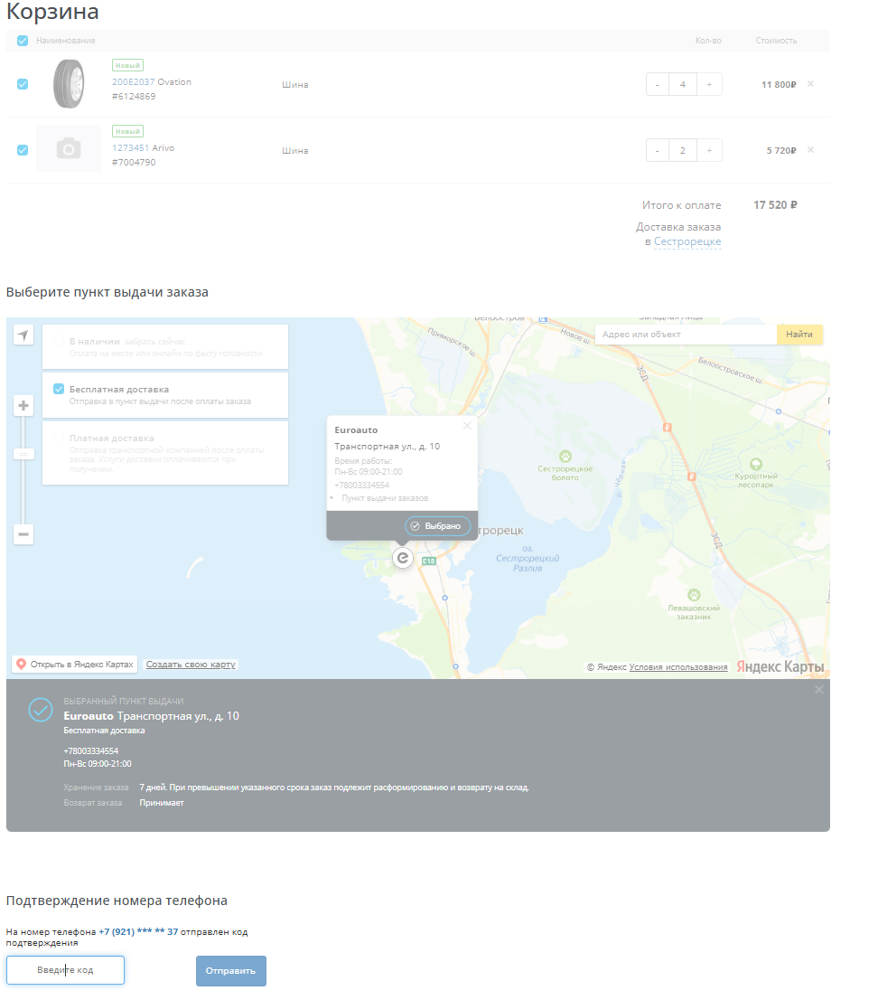 Корзина
Наименование Кол-во Стоимость
Новый
200E2037 Ovation
#6124869
Шина - 4 + 11 800₽ ×
Новый
1273451 Arivo
#7004790
Шина - 2 + 5 720₽ ×
Итого к оплате 17 520 ₽
Доставка заказа
в Сестрорецке
Выберите пункт выдачи заказа
В наличии забрать сейчас
Оплата на месте или онлайн по факту готовности
Бесплатная доставка
Отправка в пункт выдачи после оплаты заказа
Платная доставка
Отправка транспортной компанией после оплаты
заказа. Услуги доставки оплачиваются при
получении
Белоостров
Западная Лица
Адрес или объект Найти
Приморское ш.
Новое ш.
ЗСД
Белоостровское ш.
Euroauto
Транспортная ул., д. 10
Время работы:
Пн-Вс 09:00-21:00
+78003334554
• Пункт выдачи заказов
Выбрано
Сестрорецкое
болото
р. Чёрная
Курортный
лесопарк
трорецк
E18
оз.
Сестрорецкий
Разлив
ЗСД
Левашовский
заказник
Открыть в Яндекс Картах
Создать свою карту
© Яндекс Условия использования
Яндекс Карты
ВЫБРАННЫЙ ПУНКТ ВЫДАЧИ
Euroauto Транспортная ул., д. 10
Бесплатная доставка
+78003334554
Пн-Вс 09:00-21:00
Хранение заказа 7 дней. При превышении указанного срока заказ подлежит расформированию и возврату на склад.
Возврат заказа Принимает
Подтверждение номера телефона
На номер телефона +7 (921) *** ** 37 отправлен код
подтверждения
Введите код
Отправить